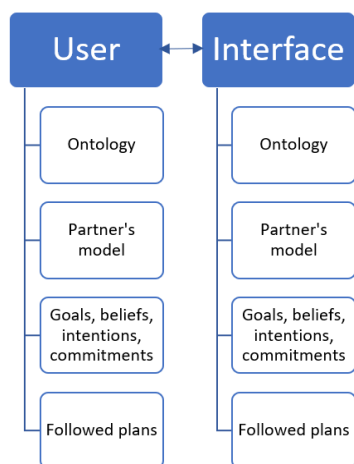 User
Interface
Ontology
Ontology
Partner's
model
Partner's
model
Goals, beliefs,
intentions,
commitments
Goals, beliefs,
intentions,
commitments
Followed plans
Followed plans